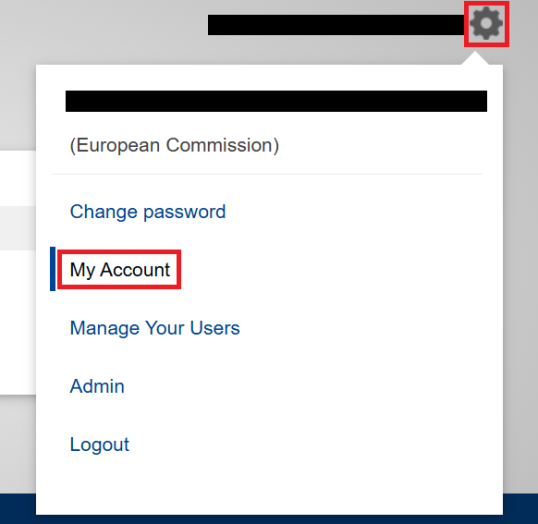 (European Commission)
Change password
My Account
Manage Your Users
Admin
Logout